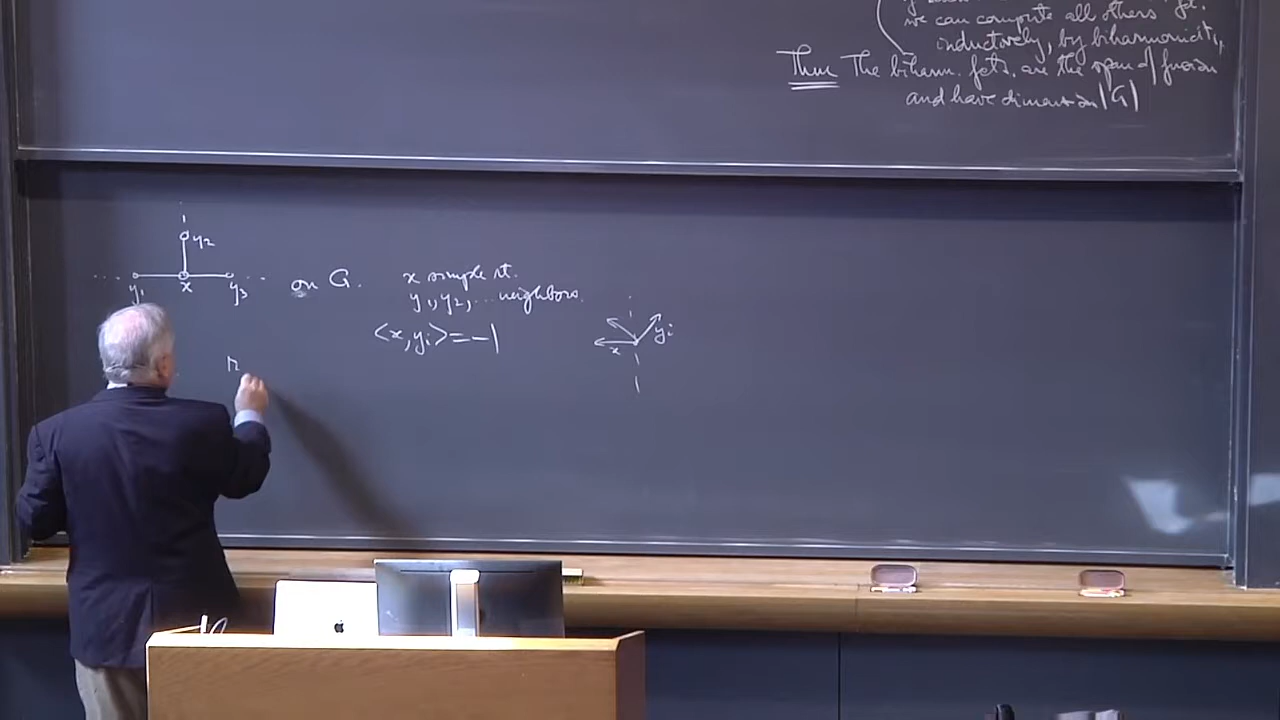 we can compute all others fct.
inductively, by biharmonicity,
Thm The biharm. fcts. are the span of fusion
and have dimension |G|
y2
y1 x y3
on G.
x simple rt.
y1, y2, ... neighbors.
<x, yi> = -1
x yi